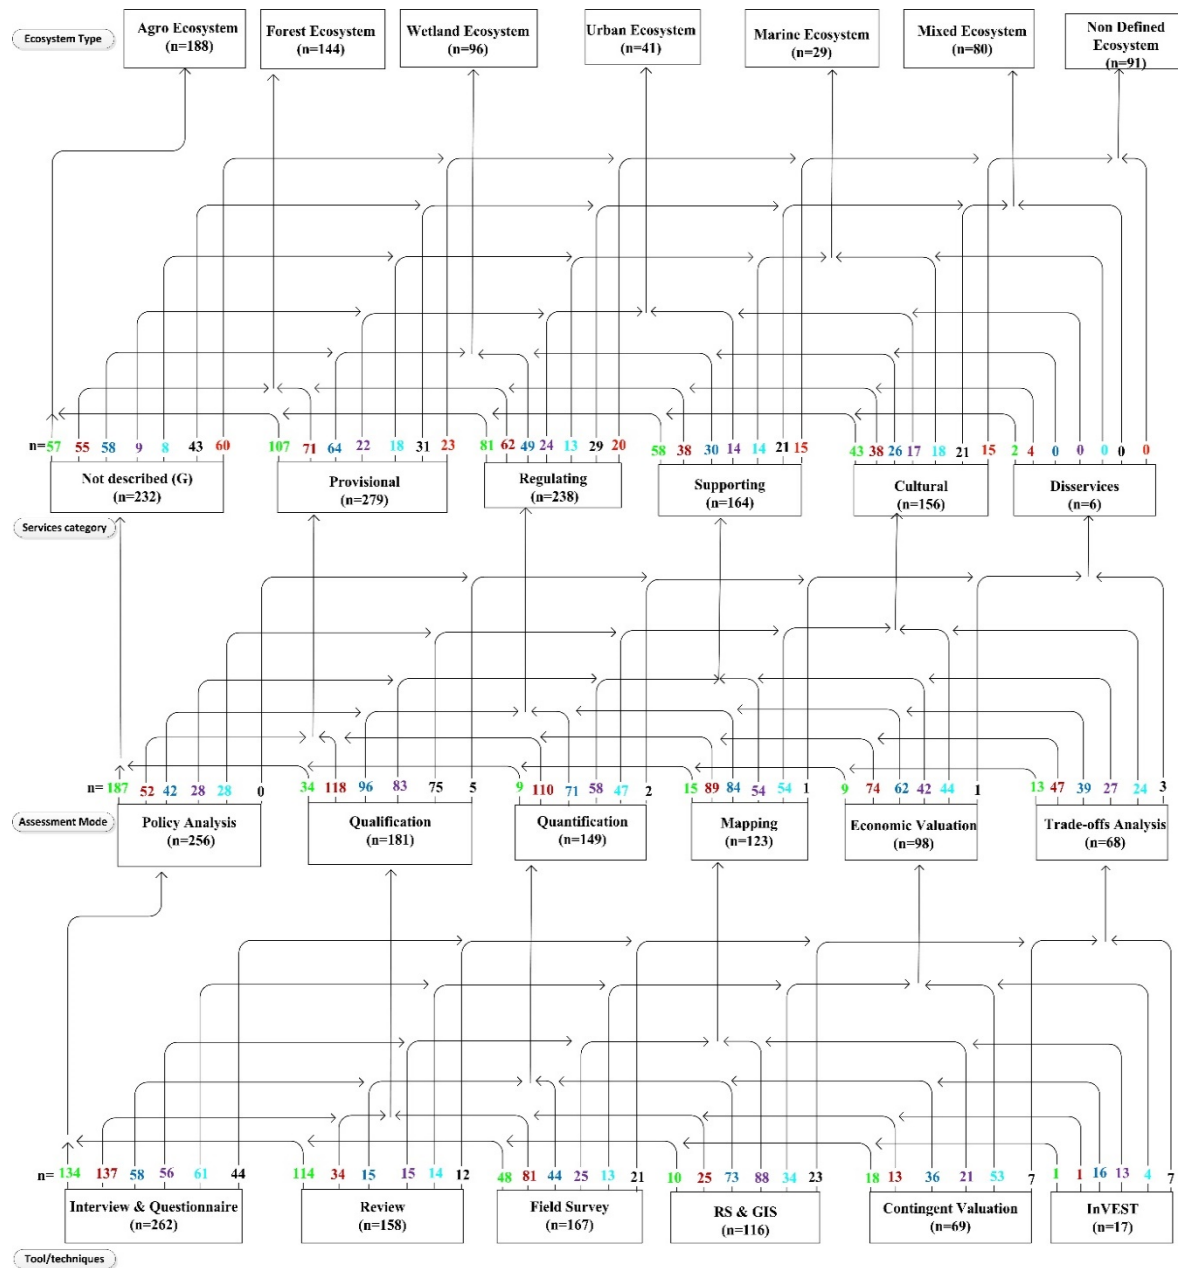 Ecosystem Type
Agro Ecosystem
(n=188)
Forest Ecosystem
(n=144)
Wetland Ecosystem
(n=96)
Urban Ecosystem
(n=41)
Marine Ecosystem
(n=29)
Mixed Ecosystem
(n=80)
Non Defined
Ecosystem
(n=91)
n= 57 55 58 9 8 43 60 107 71 64 22 18 31 23 81 62 49 24 13 29 20 58 38 30 14 14 21 15 43 38 26 17 18 21 15 2 4 0 0 0 0 0
Not described (G)
(n=232)
Provisional
(n=279)
Regulating
(n=238)
Supporting
(n=164)
Cultural
(n=156)
Disservices
(n=6)
Services category
n= 187 52 42 28 28 0 34 118 96 83 75 5 9 110 71 58 47 2 15 89 84 54 54 1 9 74 62 42 44 1 13 47 39 27 24 3
Assessment Mode
Policy Analysis
(n=256)
Qualification
(n=181)
Quantification
(n=149)
Mapping
(n=123)
Economic Valuation
(n=98)
Trade-offs Analysis
(n=68)
n= 134 137 58 56 61 44 114 34 15 15 14 12 48 81 44 25 13 21 10 25 73 88 34 23 18 13 36 21 53 7 1 1 16 13 4 7
Interview & Questionnaire
(n=262)
Review
(n=158)
Field Survey
(n=167)
RS & GIS
(n=116)
Contingent Valuation
(n=69)
InVEST
(n=17)
Tool/techniques